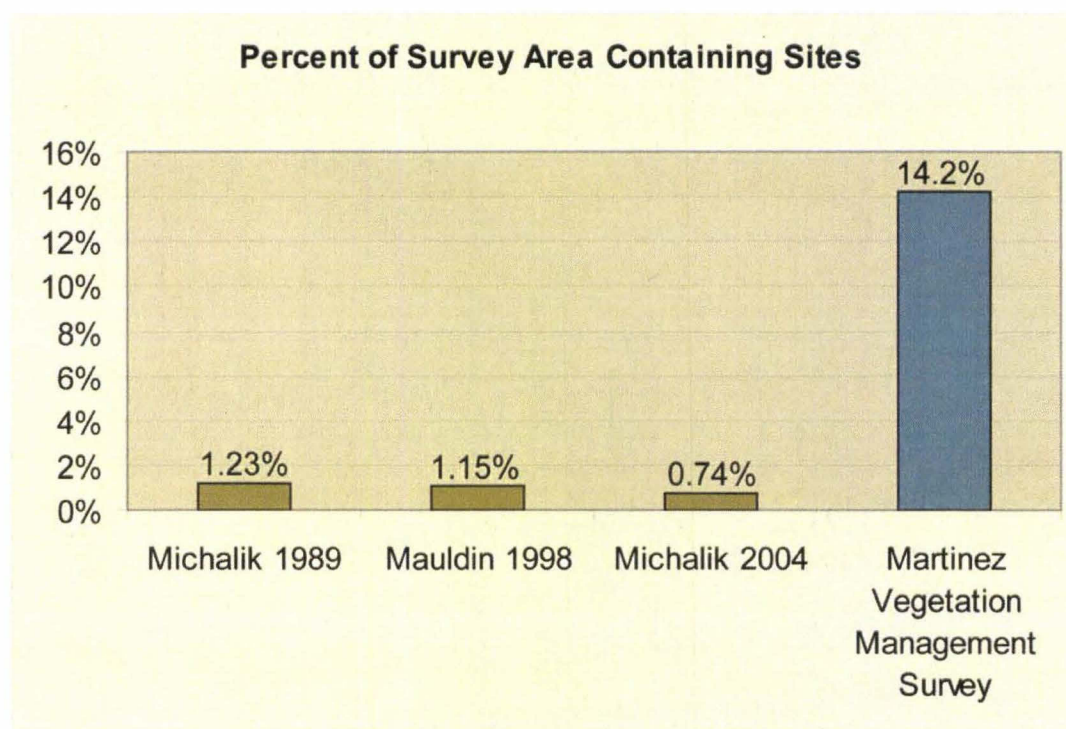 Percent of Survey Area Containing Sites
16%
14%
12%
10%
8%
6%
4%
2%
0%
1.23%
1.15%
0.74%
14.2%
Michalik 1989
Mauldin 1998
Michalik 2004
Martinez
Vegetation
Management
Survey